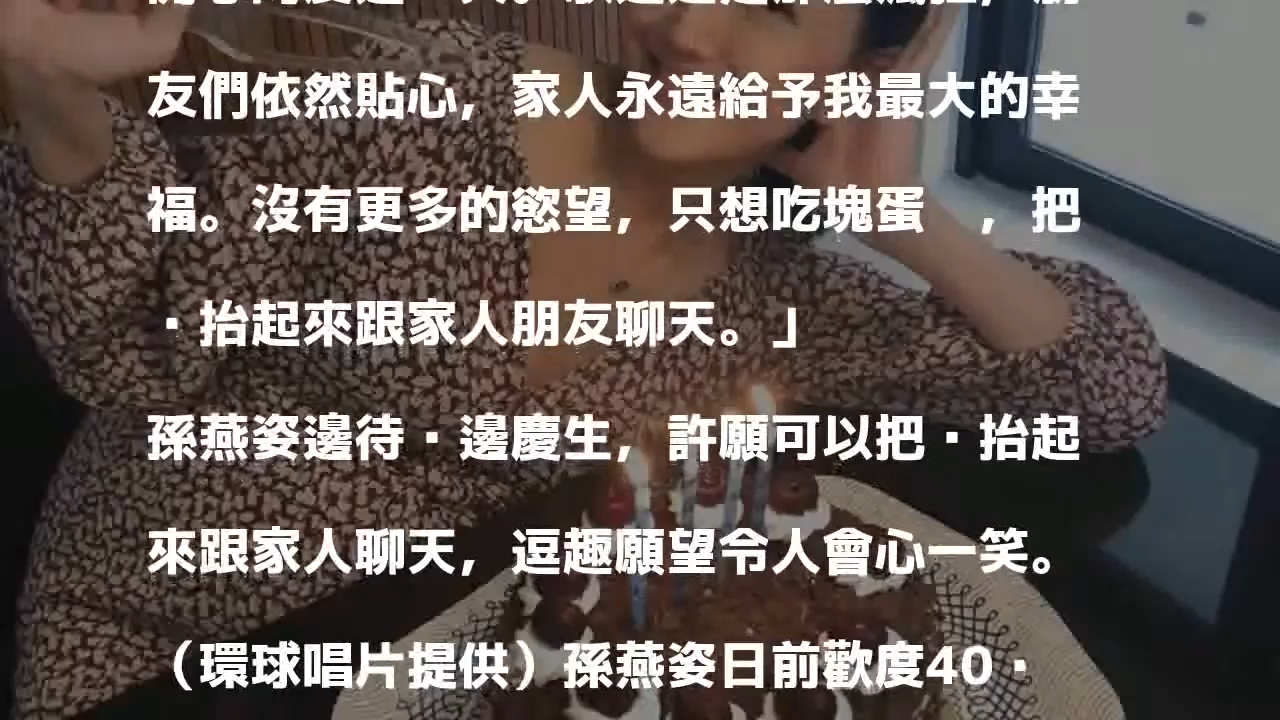 友們依然貼心，家人永遠給予我最大的幸
福。沒有更多的慾望，只想吃塊蛋　，把
・抬起來跟家人朋友聊天。」
孫燕姿邊待・邊慶生，許願可以把・抬起
來跟家人聊天，逗趣願望令人會心一笑。
（環球唱片提供）孫燕姿日前歡度40・